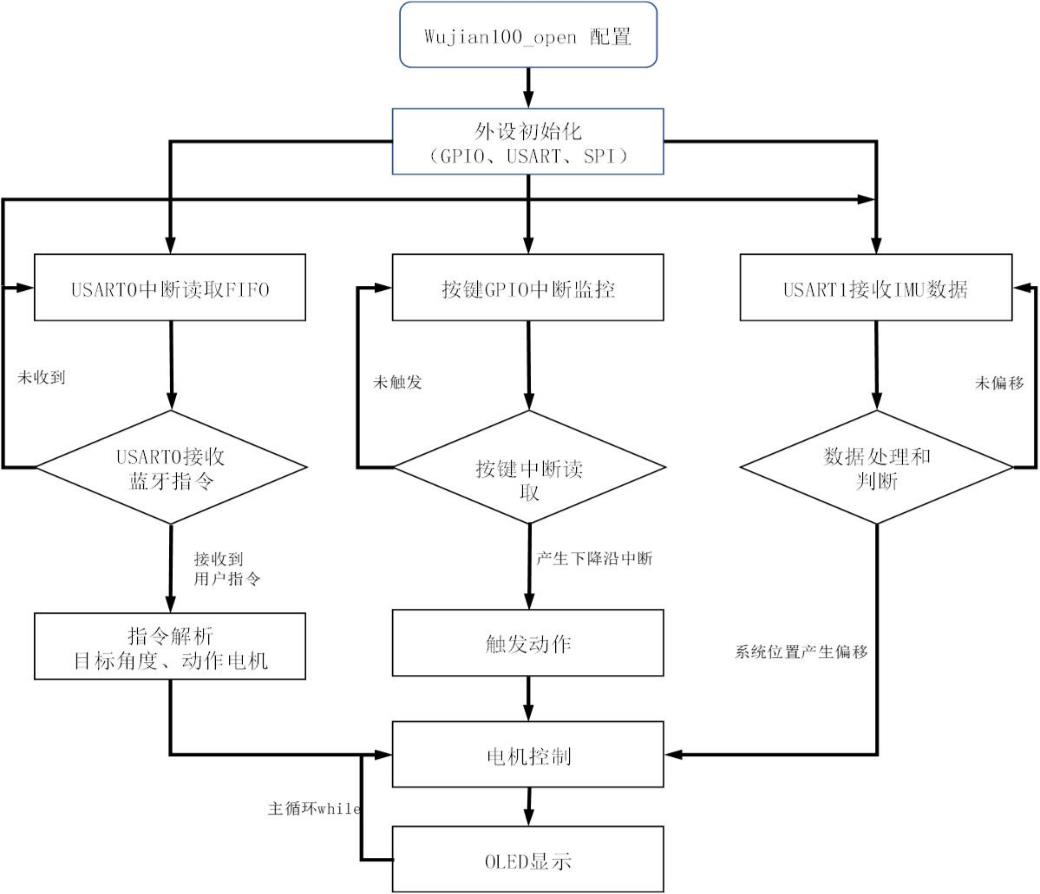 Wujian100_open 配置
外设初始化
（GPIO、USART、SPI）
USART0中断读取FIFO
按键GPIO中断监控
USART1接收IMU数据
未收到
未触发
未偏移
USART0接收
蓝牙指令
按键中断读
取
数据处理和
判断
接收到
用户指令
产生下降沿中断
指令解析
目标角度、动作电机
触发动作
系统位置产生偏移
电机控制
主循环while
OLED显示